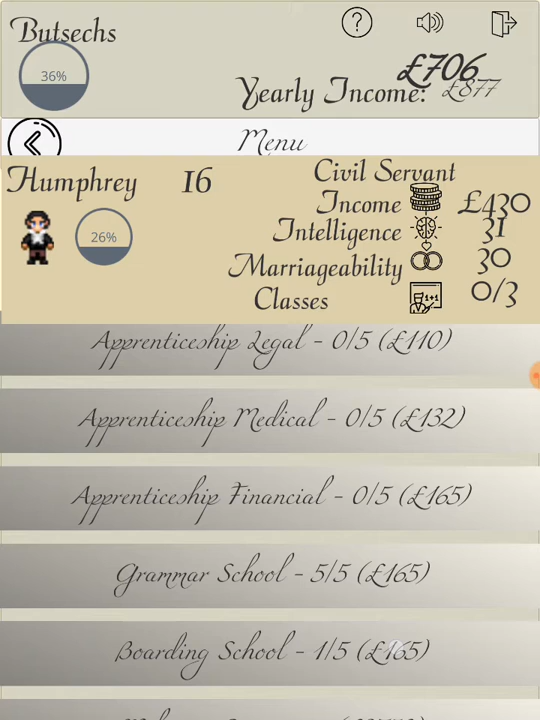 Butsechs
36%
£706
Yearly Income: £877
Menu
Humphrey 16 Civil Servant
26%
Income £430
Intelligence 31
Marriageability 30
Classes 0/3
1+1
Apprenticeship Legal - 0/5 (£110)
Apprenticeship Medical - 0/5 (£132)
Apprenticeship Financial - 0/5 (£165)
Grammar School - 5/5 (£165)
Boarding School - 1/5 (£165)